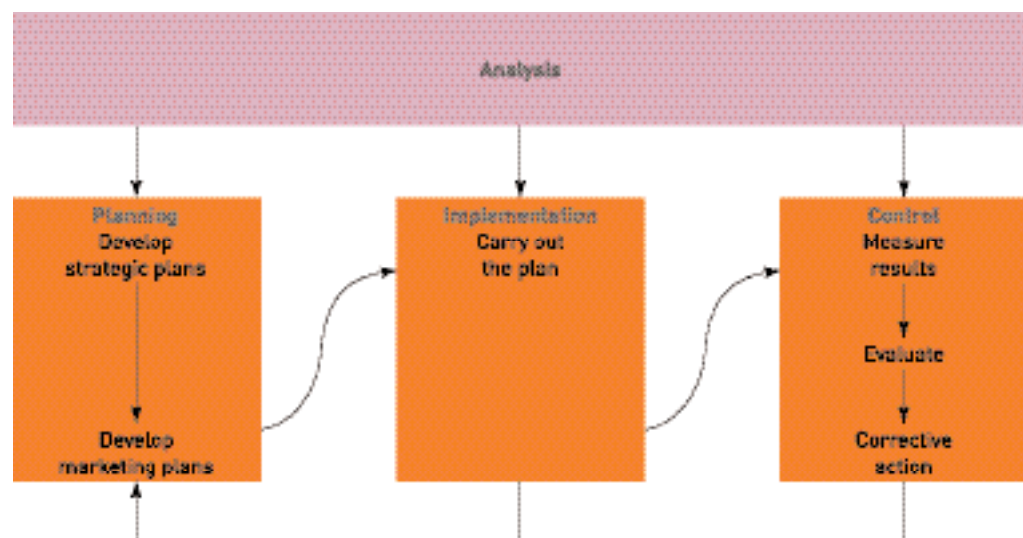 Analysis
Planning
Develop
strategic plans
Develop
marketing plans
Implementation
Carry out
the plan
Control
Measure
results
Evaluate
Corrective
action